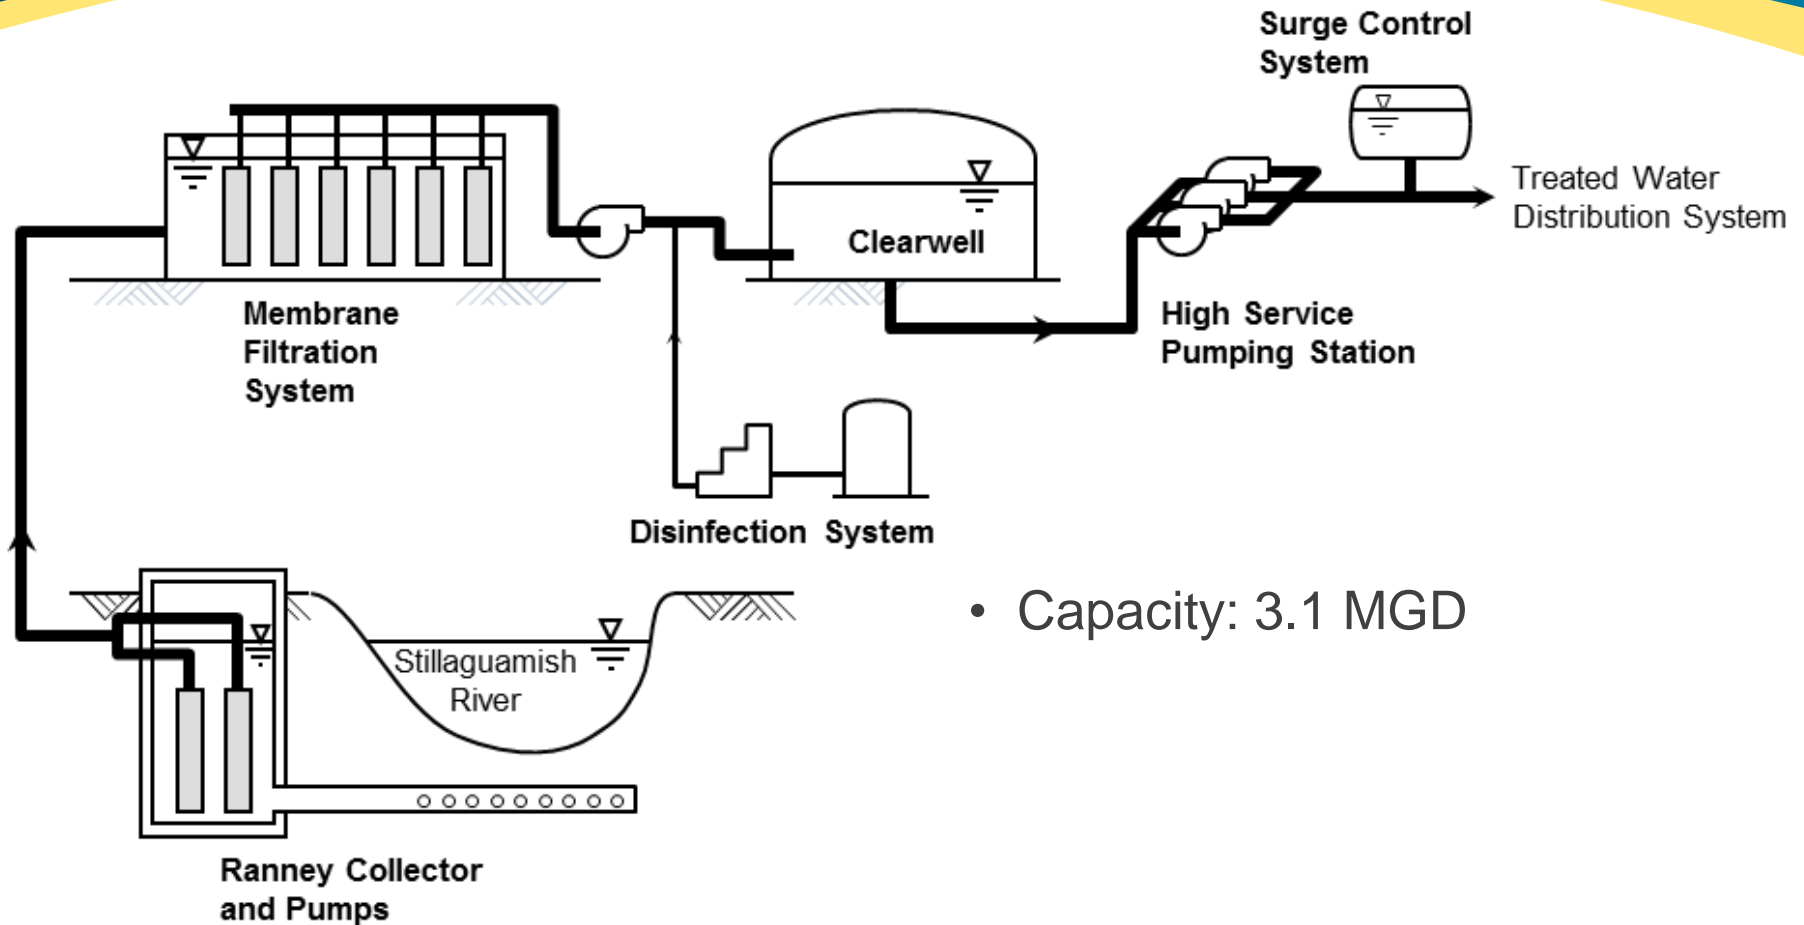 Surge Control
System
Treated Water
Distribution System
Clearwell
Membrane
Filtration
System
High Service
Pumping Station
Disinfection System
• Capacity: 3.1 MGD
Stillaguamish
River
Ranney Collector
and Pumps